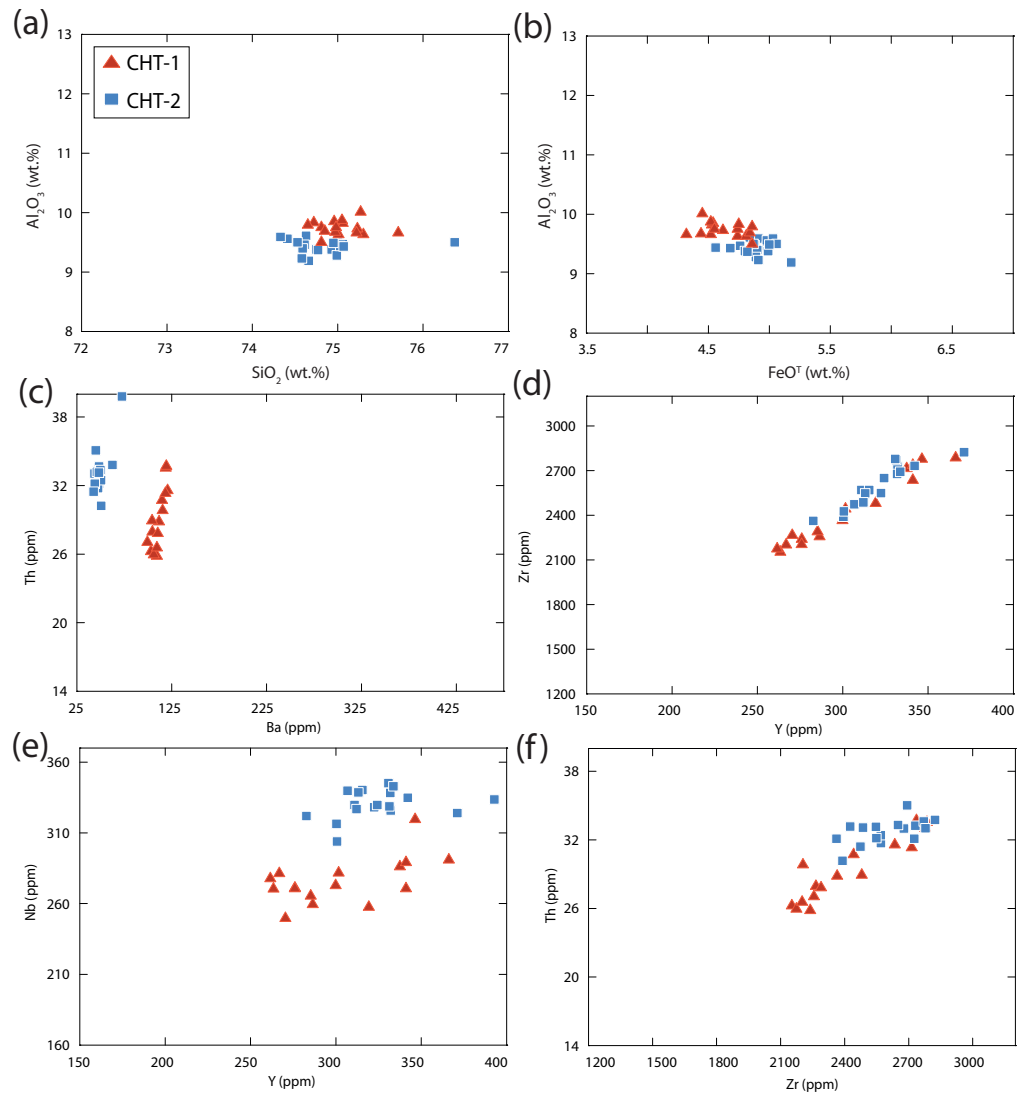 (a)
CHT-1
CHT-2
13
12
11
10
9
8
Al2O3 (wt.%)
72 73 74 75 76 77
SiO2 (wt.%)
(b)
13
12
11
10
9
8
Al2O3 (wt.%)
3.5 4.5 5.5 6.5
FeOT (wt.%)
(c)
38
32
26
20
14
Th (ppm)
25 125 225 325 425
Ba (ppm)
(d)
3000
2700
2400
2100
1800
1500
1200
Zr (ppm)
150 200 250 300 350 400
Y (ppm)
(e)
360
310
260
210
160
Nb (ppm)
150 200 250 300 350 400
Y (ppm)
(f)
38
32
26
20
14
Th (ppm)
1200 1500 1800 2100 2400 2700 3000
Zr (ppm)